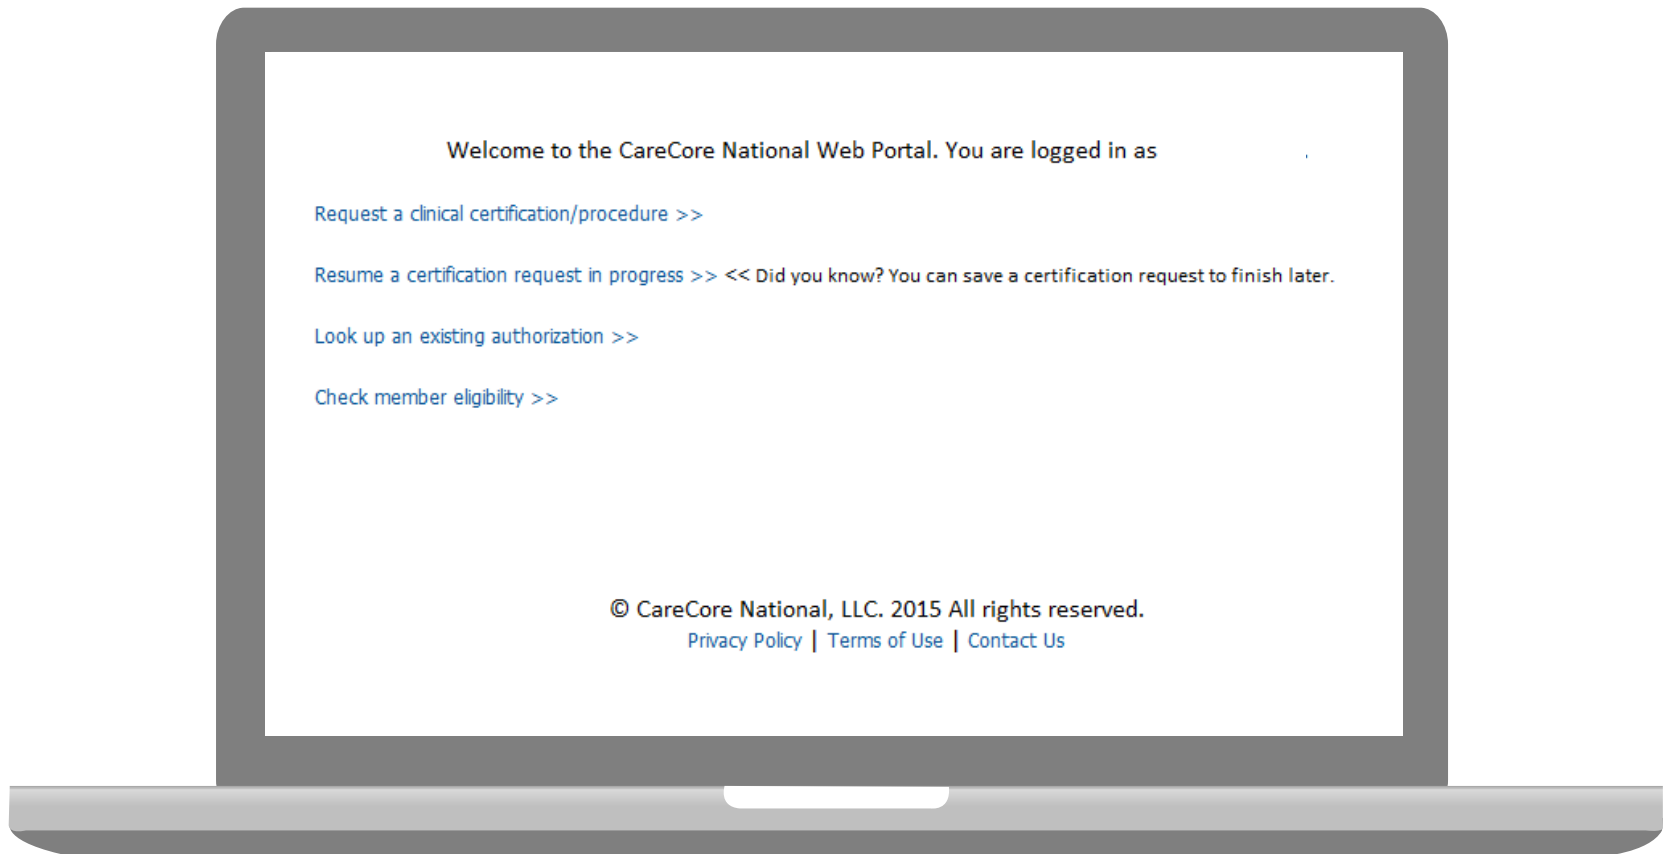 Welcome to the CareCore National Web Portal. You are logged in as .
Request a clinical certification/procedure >>
Resume a certification request in progress >> << Did you know? You can save a certification request to finish later.
Look up an existing authorization >>
Check member eligibility >>
© CareCore National, LLC. 2015 All rights reserved.
Privacy Policy | Terms of Use | Contact Us